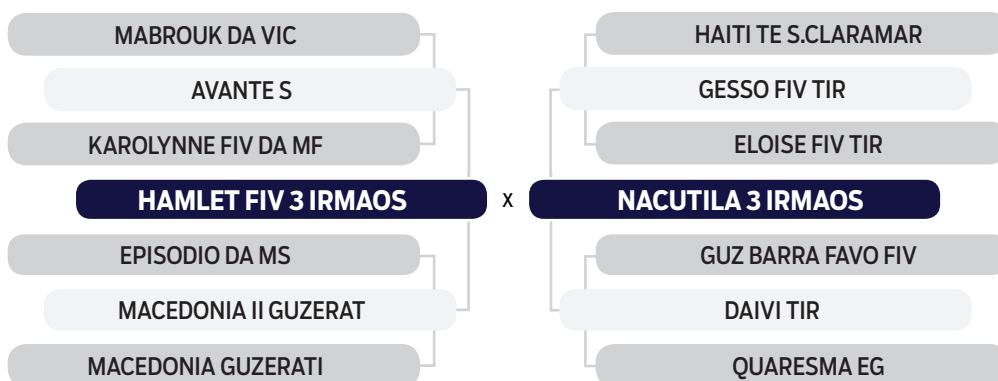 MABROUK DA VIC
HAITI TE S.CLARAMAR
AVANTE S
GESSO FIV TIR
KAROLYNNE FIV DA MF
ELOISE FIV TIR
HAMLET FIV 3 IRMAOS x NACUTILA 3 IRMAOS
EPISODIO DA MS
GUZ BARRA FAVO FIV
MACEDONIA II GUZERAT
DAIVI TIR
MACEDONIA GUZERATI
QUARESMA EG